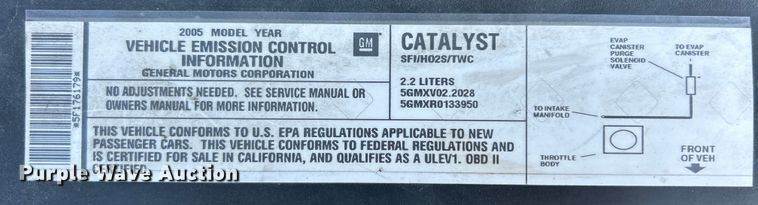 *5F176179*
2005 MODEL YEAR
VEHICLE EMISSION CONTROL
INFORMATION
GENERAL MOTORS CORPORATION
GM
NO ADJUSTMENTS NEEDED. SEE SERVICE MANUAL OR
OWNERS MANUAL FOR MORE INFORMATION.
CATALYST
SFI/HO2S/TWC
2.2 LITERS
5GMXV02.2028
5GMXR0133950
THIS VEHICLE CONFORMS TO U.S. EPA REGULATIONS APPLICABLE TO NEW
PASSENGER CARS. THIS VEHICLE CONFORMS TO FEDERAL REGULATIONS AND
IS CERTIFIED FOR SALE IN CALIFORNIA, AND QUALIFIES AS A ULEV1. OBD II
EVAP
CANISTER
PURGE
SOLENOID
VALVE
TO EVAP
CANISTER
TO INTAKE
MANIFOLD
THROTTLE
BODY
FRONT
OF VEH
Purple Wave Auction